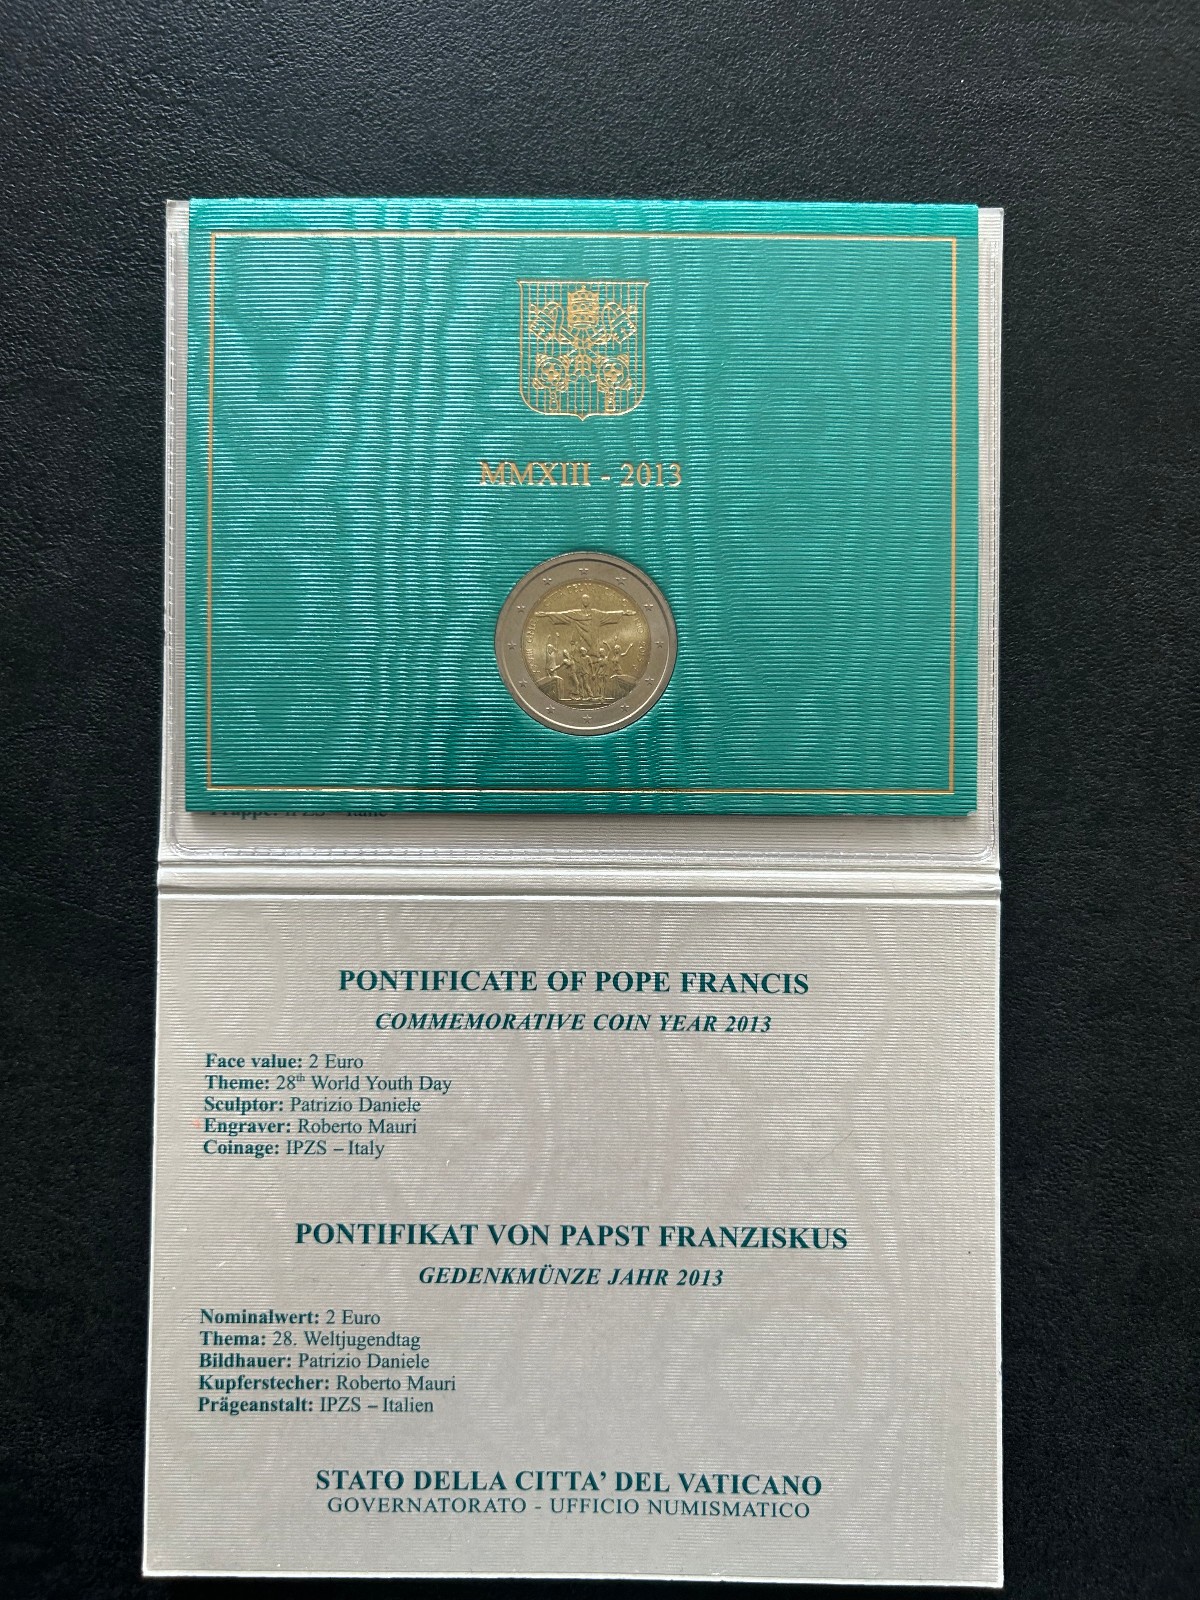 MMXIII - 2013
Frappe: IPZS – Italie
PONTIFICATE OF POPE FRANCIS
COMMEMORATIVE COIN YEAR 2013
Face value: 2 Euro
Theme: 28th World Youth Day
Sculptor: Patrizio Daniele
Engraver: Roberto Mauri
Coinage: IPZS – Italy
PONTIFIKAT VON PAPST FRANZISKUS
GEDENKMÜNZE JAHR 2013
Nominalwert: 2 Euro
Thema: 28. Weltjugendtag
Bildhauer: Patrizio Daniele
Kupferstecher: Roberto Mauri
Prägeanstalt: IPZS – Italien
STATO DELLA CITTA' DEL VATICANO
GOVERNATORATO - UFFICIO NUMISMATICO